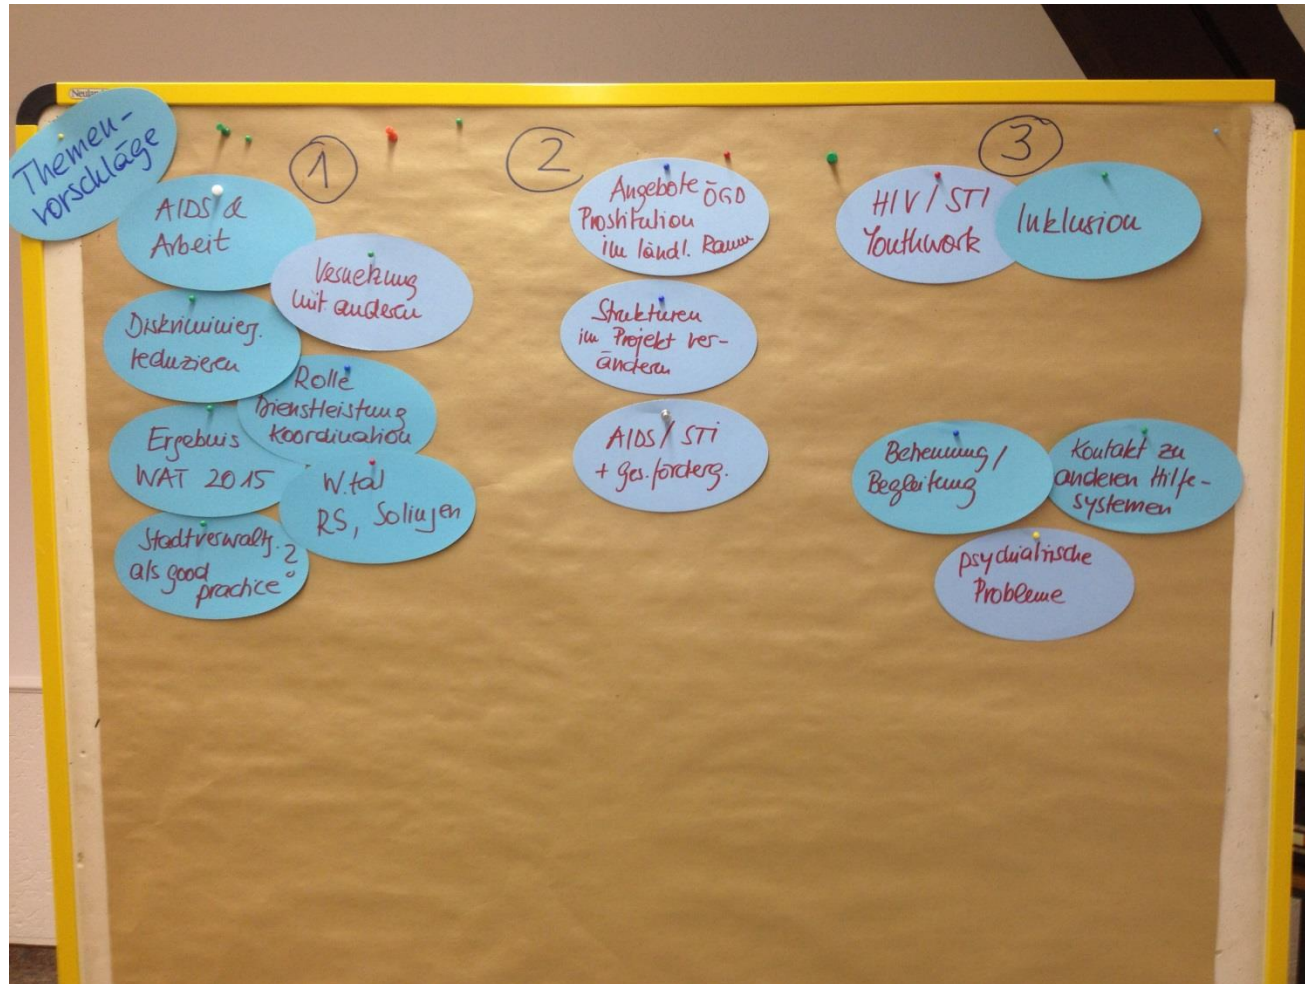 Themen-
vorschläge
1
AIDS &
Arbeit
Vernetzung
mit anderen
Diskriminierg.
reduzieren
Rolle
Dienstleistung
Koordination
Ergebnis
WAT 2015
W.tal
RS, Solingen
Stadtverwaltg.
als good
practice?
2
Angebote ÖGD
Prostitution
im ländl. Raum
Strukturen
im Projekt ver-
ändern
AIDS / STI
+ ges.förderg.
3
HIV / STI
Youthwork
Inklusion
Betreuung /
Begleitung
Kontakt zu
anderen Hilfe-
systemen
psychiatrische
Probleme